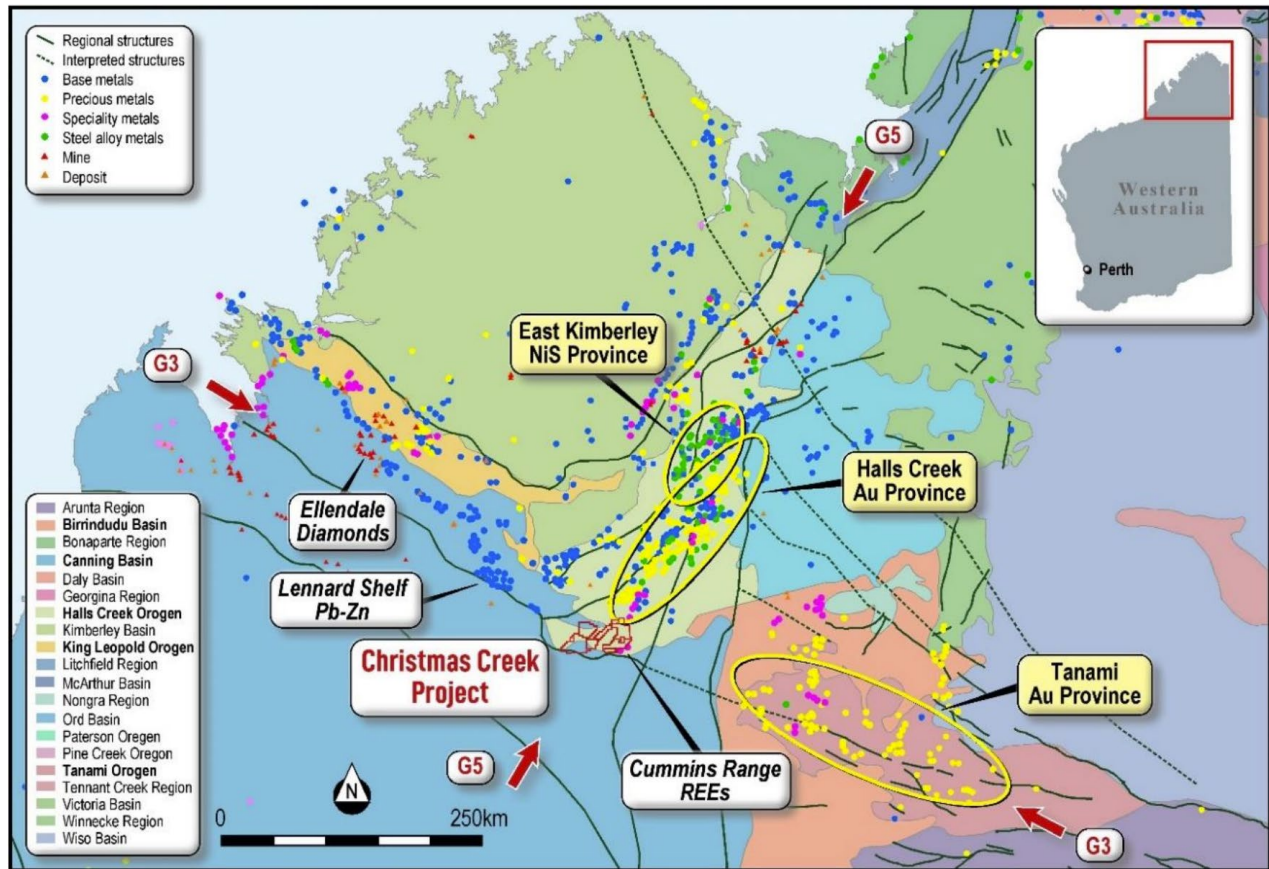 Regional structures
Interpreted structures
Base metals
Precious metals
Speciality metals
Steel alloy metals
Mine
Deposit
G5
Western
Australia
Perth
East Kimberley
NiS Province
G3
Halls Creek
Au Province
Ellendale
Diamonds
Lennard Shelf
Pb-Zn
Christmas Creek
Project
Tanami
Au Province
Cummins Range
REEs
G5
G3
N
0
250km
Arunta Region
Birrindudu Basin
Bonaparte Region
Canning Basin
Daly Basin
Georgina Region
Halls Creek Orogen
Kimberley Basin
King Leopold Orogen
Litchfield Region
McArthur Basin
Nongra Region
Ord Basin
Paterson Oregen
Pine Creek Oregon
Tanami Orogen
Tennant Creek Region
Victoria Basin
Winnecke Region
Wiso Basin